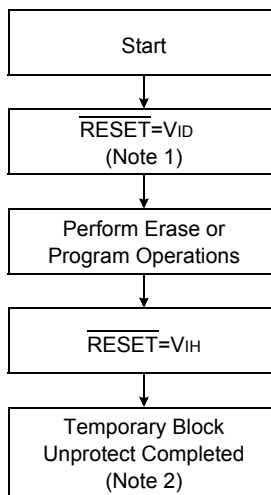 Start
RESET=VID
(Note 1)
Perform Erase or
Program Operations
RESET=VIH
Temporary Block
Unprotect Completed
(Note 2)